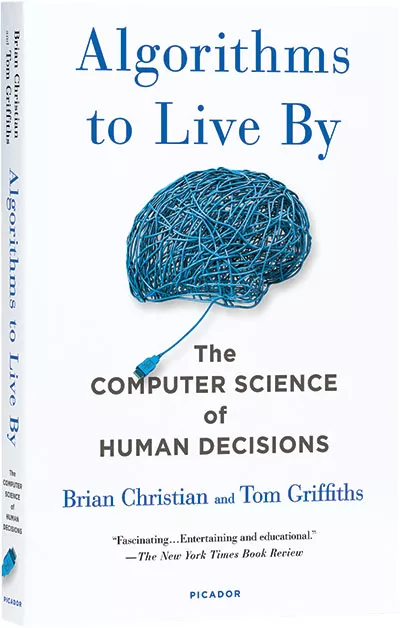 Algorithms
to Live By
The
COMPUTER SCIENCE
of
HUMAN DECISIONS
Brian Christian and Tom Griffiths
“Fascinating…Entertaining and educational.”
—The New York Times Book Review
PICADOR
Brian Christian
and Tom Griffiths
Algorithms to Live By
The
COMPUTER SCIENCE
of
HUMAN
DECISIONS
PICADOR